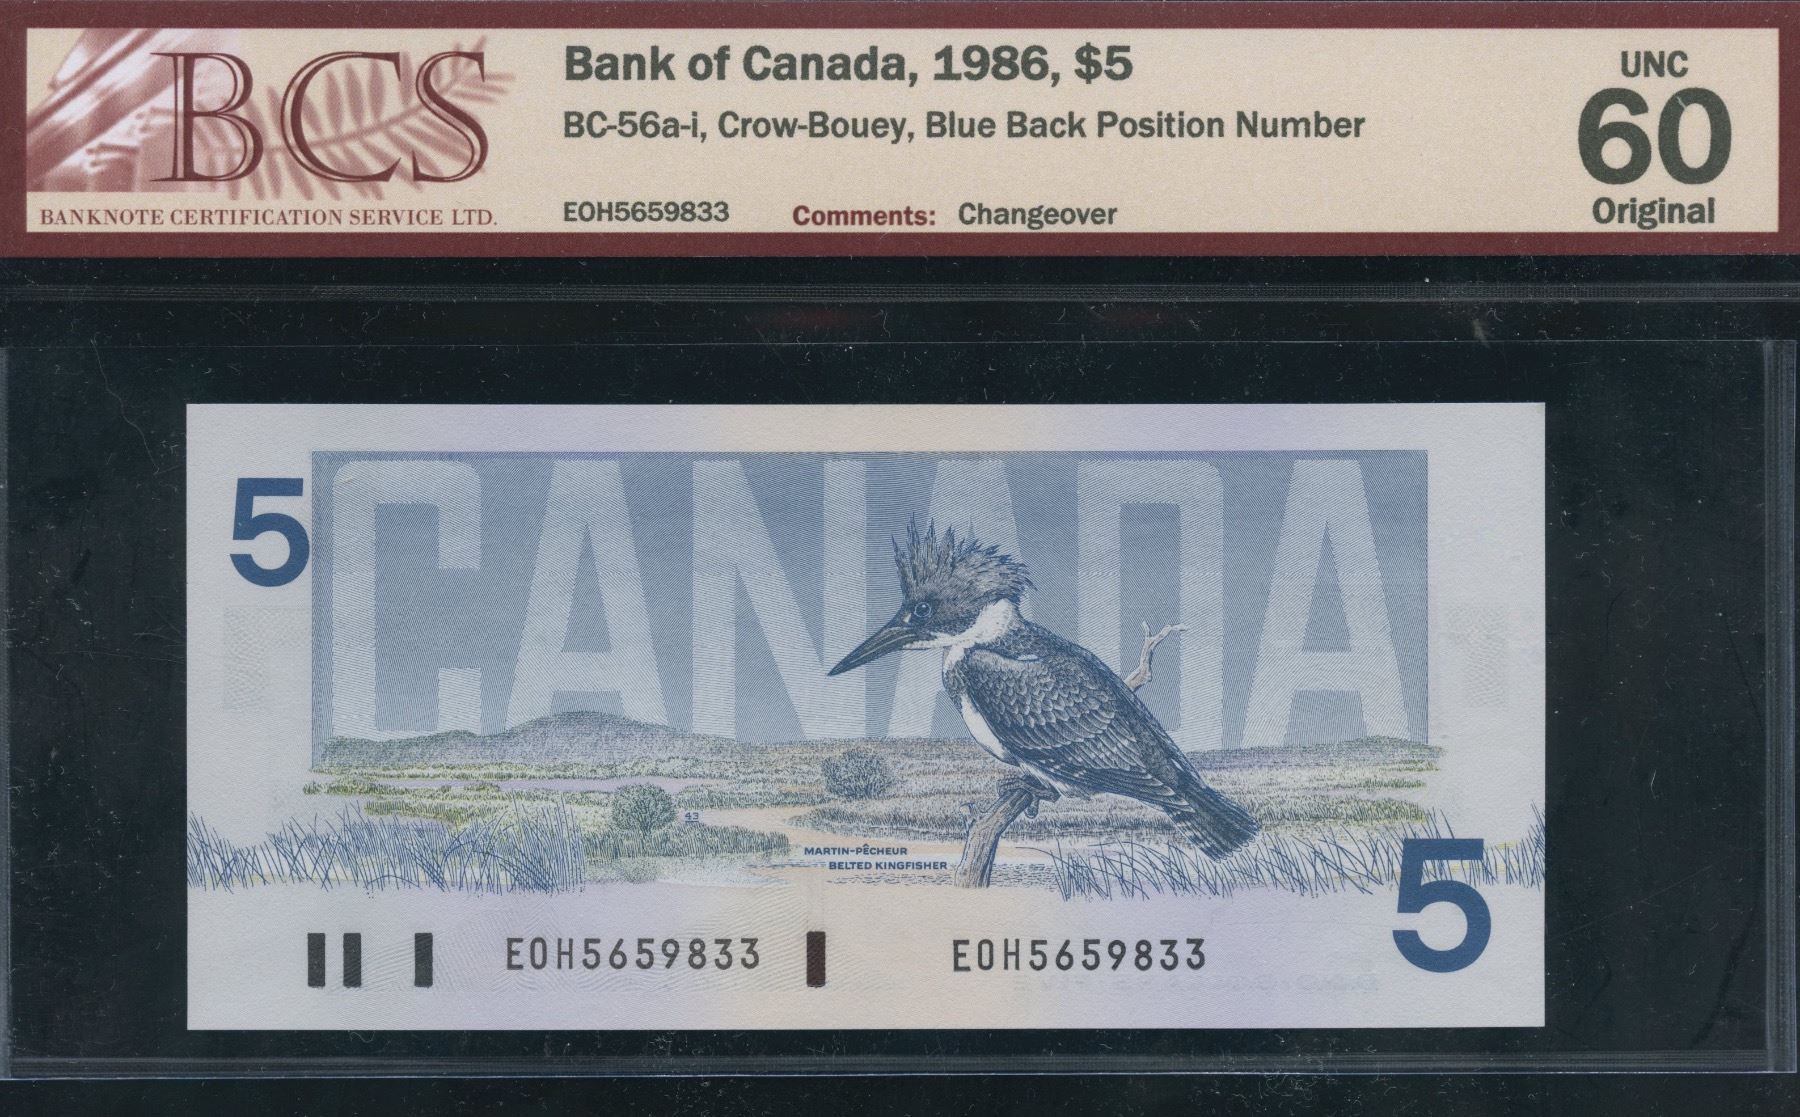 BCS
BANKNOTE CERTIFICATION SERVICE LTD.
Bank of Canada, 1986, $5
BC-56a-i, Crow-Bouey, Blue Back Position Number
EOH5659833 Comments: Changeover
UNC
60
Original
5
CANADA
43
MARTIN-PÊCHEUR
BELTED KINGFISHER
5
EOH5659833 EOH5659833